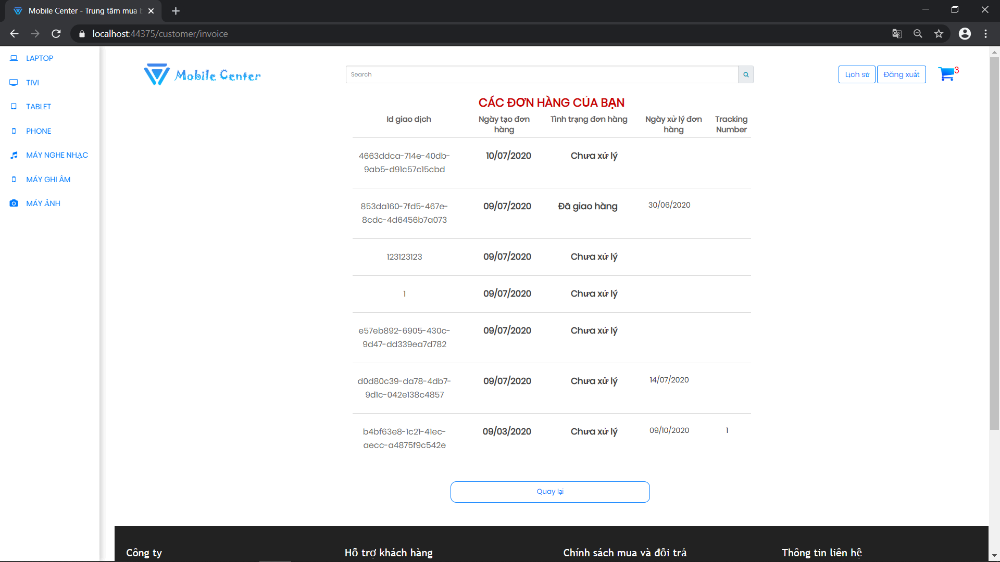 Mobile Center - Trung tâm mua b
localhost:44375/customer/invoice
LAPTOP
TIVI
TABLET
PHONE
MÁY NGHE NHẠC
MÁY GHI ÂM
MÁY ẢNH
Mobile Center
Search
Lịch sử
Đăng xuất
3
CÁC ĐƠN HÀNG CỦA BẠN
Id giao dịch
Ngày tạo đơn
hàng
Tình trạng đơn hàng
Ngày xử lý đơn
hàng
Tracking
Number
4663ddca-714e-40db-
9ab5-d91c57c15cbd
10/07/2020
Chưa xử lý
853da160-7fd5-467e-
8cdc-4d6456b7a073
09/07/2020
Đã giao hàng
30/06/2020
123123123
09/07/2020
Chưa xử lý
1
09/07/2020
Chưa xử lý
e57eb892-6905-430c-
9d47-dd339ea7d782
09/07/2020
Chưa xử lý
d0d80c39-da78-4db7-
9d1c-042e138c4857
09/07/2020
Chưa xử lý
14/07/2020
b4bf63e8-1c21-41ec-
aecc-a4875f9c542e
09/03/2020
Chưa xử lý
09/10/2020
1
Quay lại
Công ty
Hỗ trợ khách hàng
Chính sách mua và đổi trả
Thông tin liên hệ